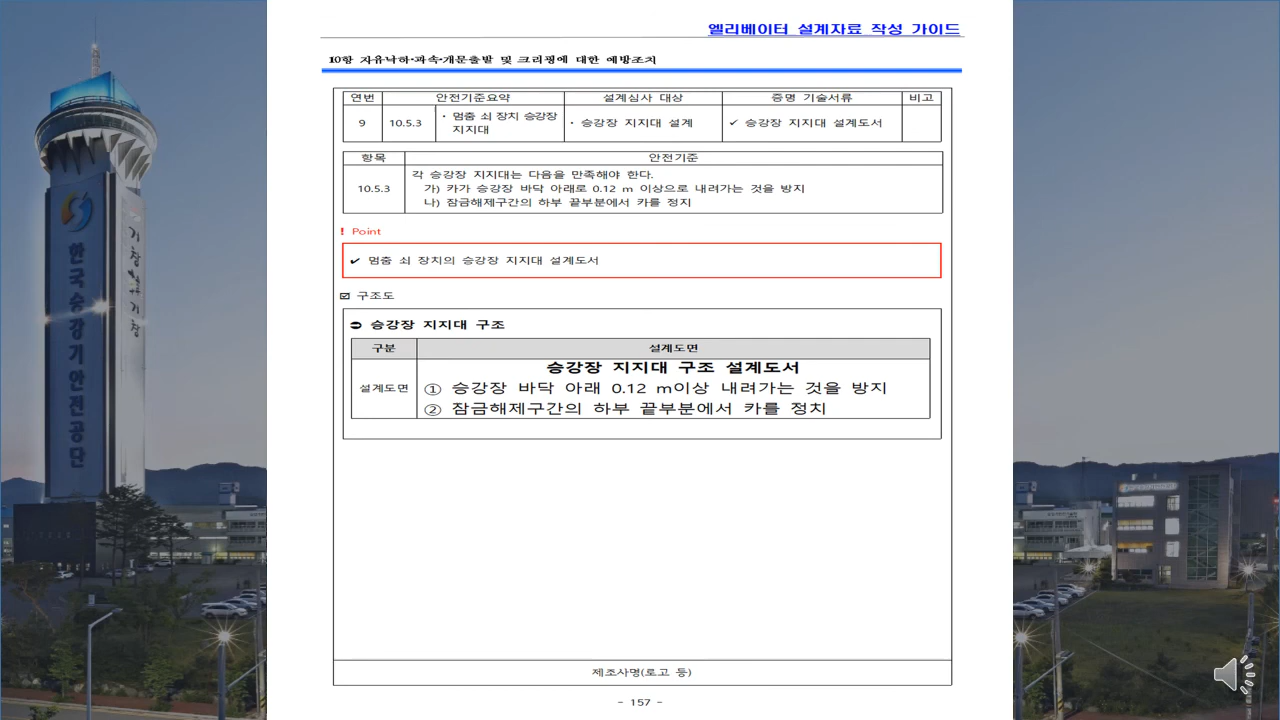 엘리베이터 설계자료 작성 가이드
10항 자유낙하·과속·개문출발 및 크리핑에 대한 예방조치
연번 안전기준요약 설계심사 대상 증명 기술서류 비고
9 10.5.3 · 멈춤 쇠 장치 승강장 지지대 · 승강장 지지대 설계 ✓ 승강장 지지대 설계도서
항목 안전기준
10.5.3 각 승강장 지지대는 다음을 만족해야 한다.
가) 카가 승강장 바닥 아래로 0.12 m 이상으로 내려가는 것을 방지
나) 잠금해제구간의 하부 끝부분에서 카를 정지
! Point
✔ 멈춤 쇠 장치의 승강장 지지대 설계도서
☑ 구조도
➲ 승강장 지지대 구조
구분 설계도면
설계도면 승강장 지지대 구조 설계도서
① 승강장 바닥 아래 0.12 m이상 내려가는 것을 방지
② 잠금해제구간의 하부 끝부분에서 카를 정치
제조사명(로고 등)
- 157 -
한국승강기안전공단